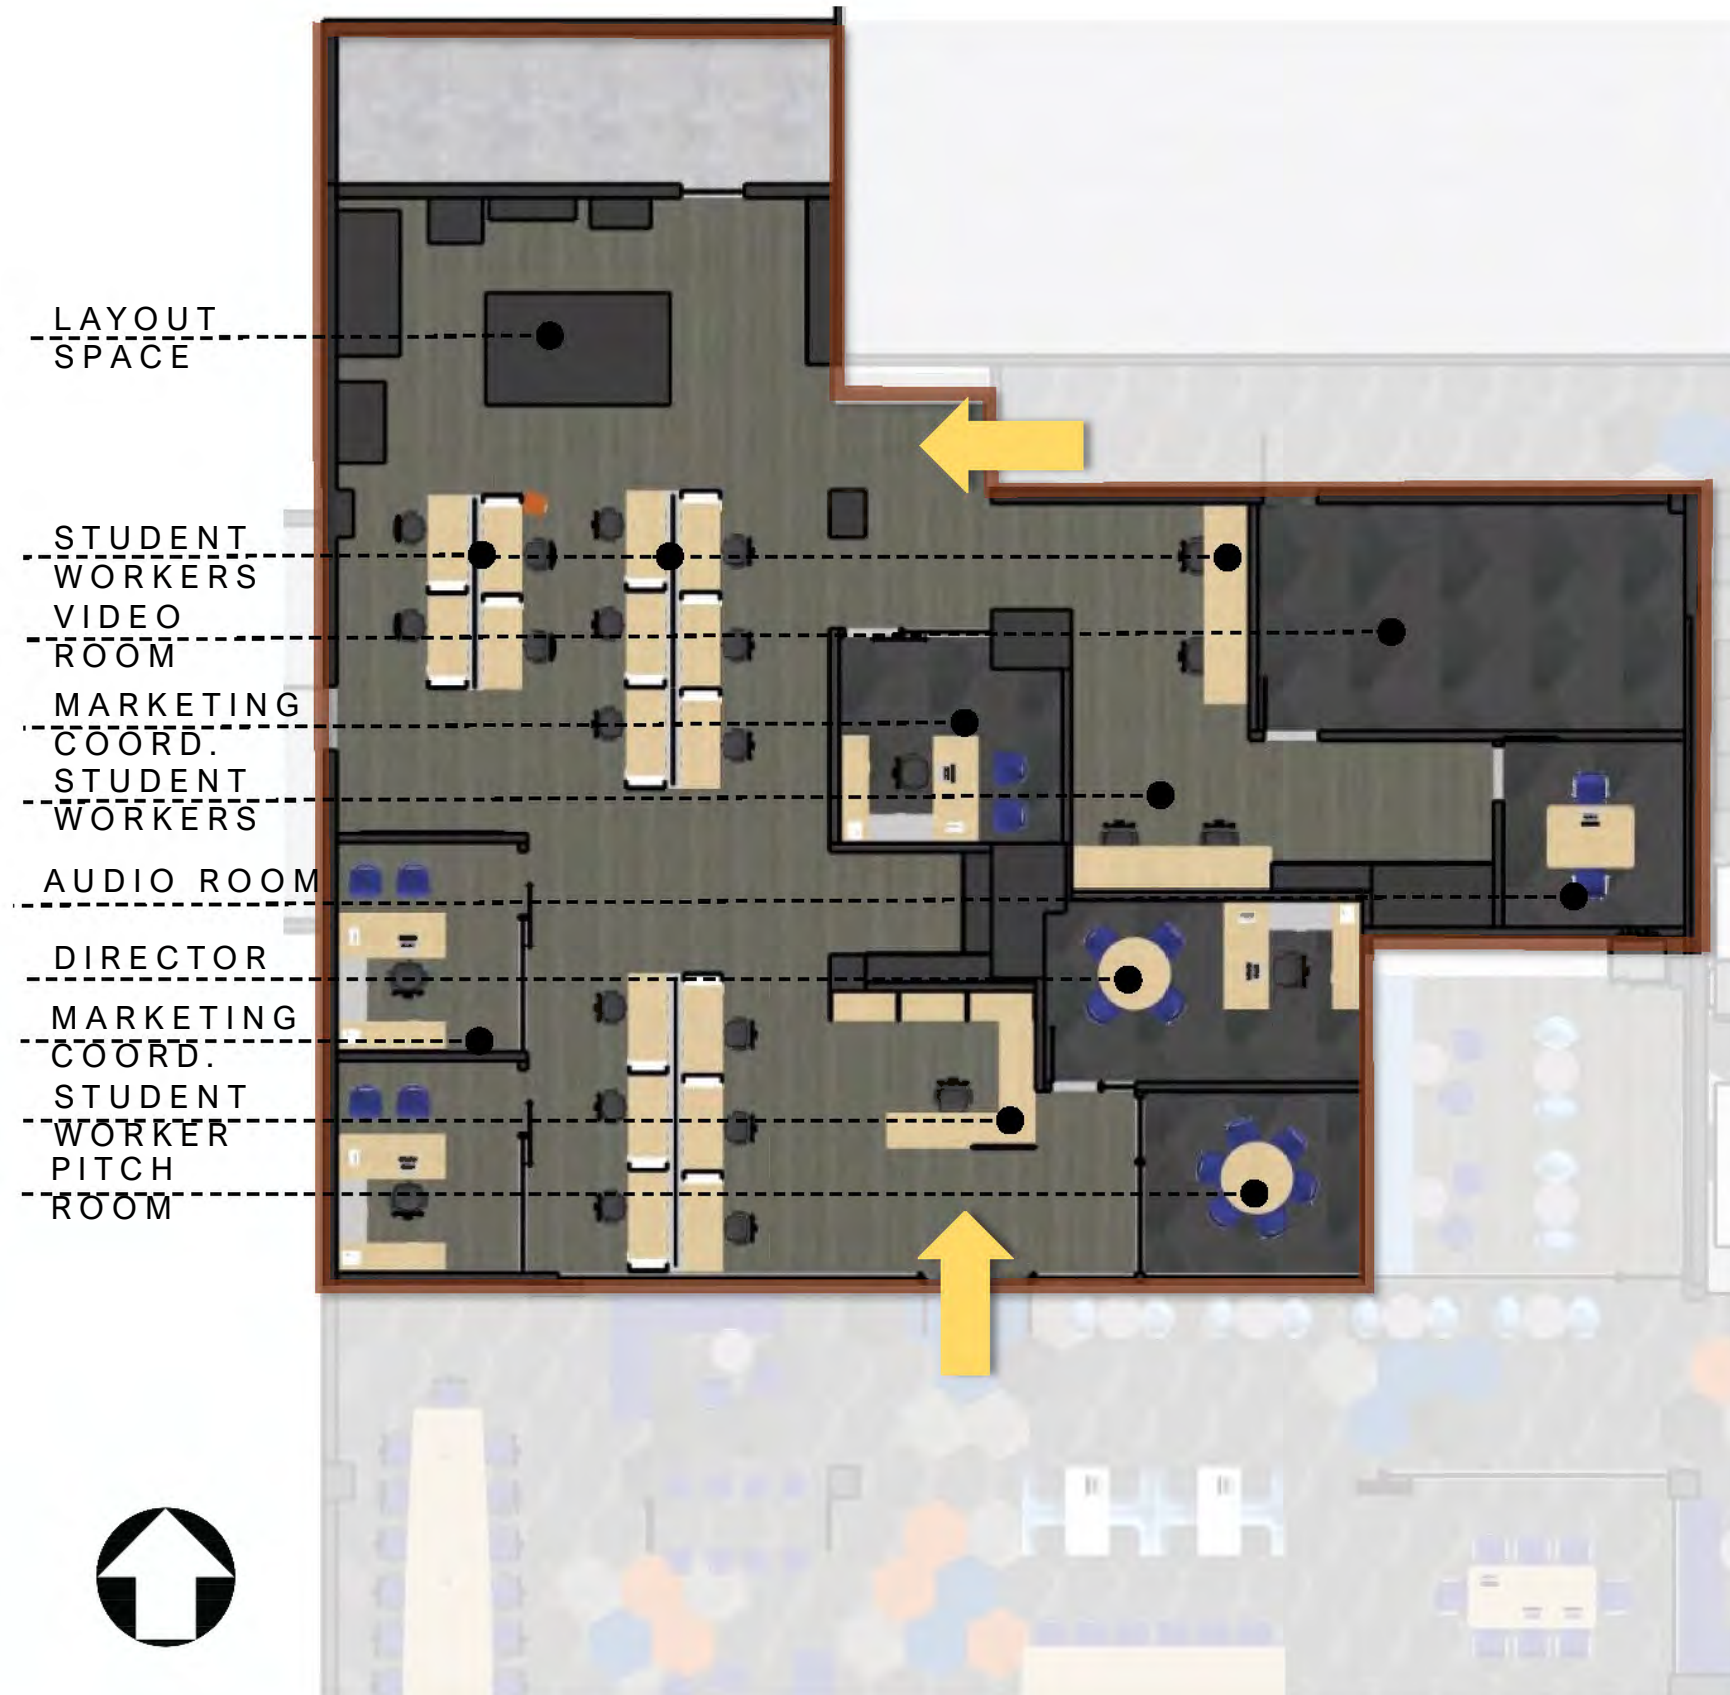 LAYOUT
SPACE
STUDENT
WORKERS
VIDEO
ROOM
MARKETING
COORD.
STUDENT
WORKERS
AUDIO ROOM
DIRECTOR
MARKETING
COORD.
STUDENT
WORKER
PITCH
ROOM